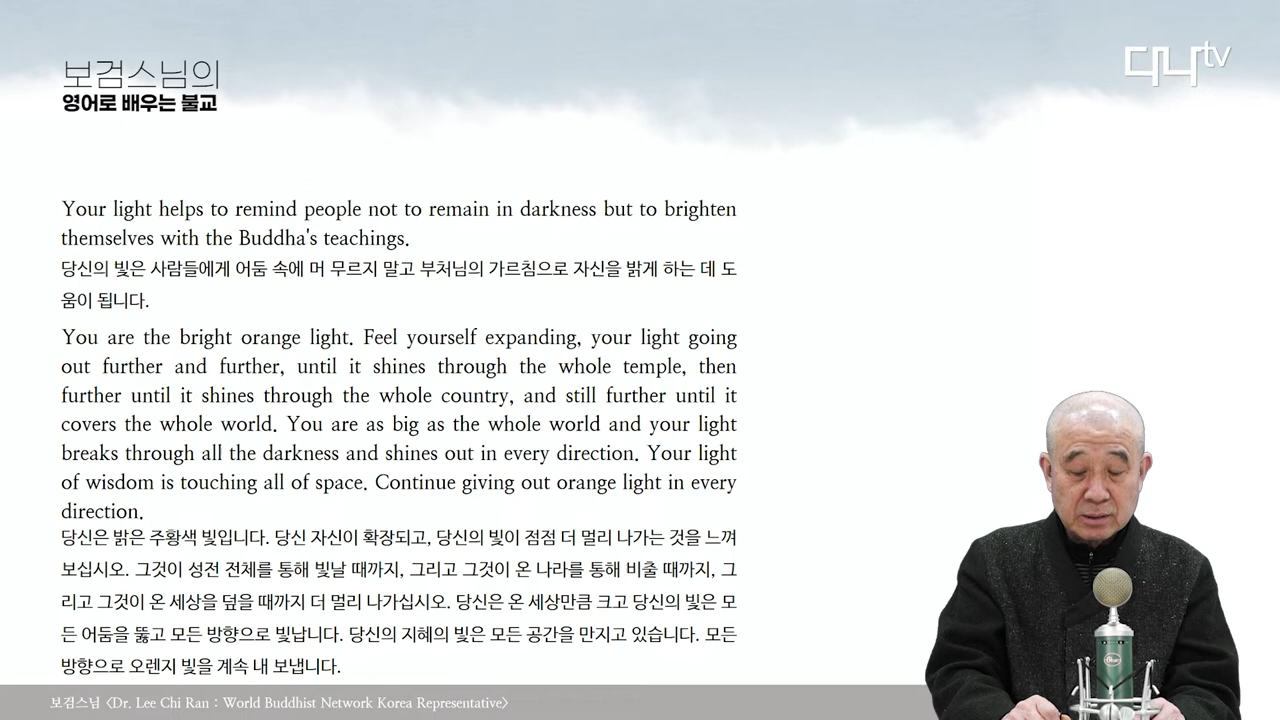 보검스님의
영어로 배우는 불교
다나tv
Your light helps to remind people not to remain in darkness but to brighten
themselves with the Buddha's teachings.
당신의 빛은 사람들에게 어둠 속에 머 무르지 말고 부처님의 가르침으로 자신을 밝게 하는 데 도
움이 됩니다.
You are the bright orange light. Feel yourself expanding, your light going
out further and further, until it shines through the whole temple, then
further until it shines through the whole country, and still further until it
covers the whole world. You are as big as the whole world and your light
breaks through all the darkness and shines out in every direction. Your light
of wisdom is touching all of space. Continue giving out orange light in every
direction.
당신은 밝은 주황색 빛입니다. 당신 자신이 확장되고, 당신의 빛이 점점 더 멀리 나가는 것을 느껴
보십시오. 그것이 성전 전체를 통해 빛날 때까지, 그리고 그것이 온 나라를 통해 비출 때까지, 그
리고 그것이 온 세상을 덮을 때까지 더 멀리 나가십시오. 당신은 온 세상만큼 크고 당신의 빛은 모
든 어둠을 뚫고 모든 방향으로 빛납니다. 당신의 지혜의 빛은 모든 공간을 만지고 있습니다. 모든
방향으로 오렌지 빛을 계속 내 보냅니다.
Blue
보검스님 <Dr. Lee Chi Ran : World Buddhist Network Korea Representative>